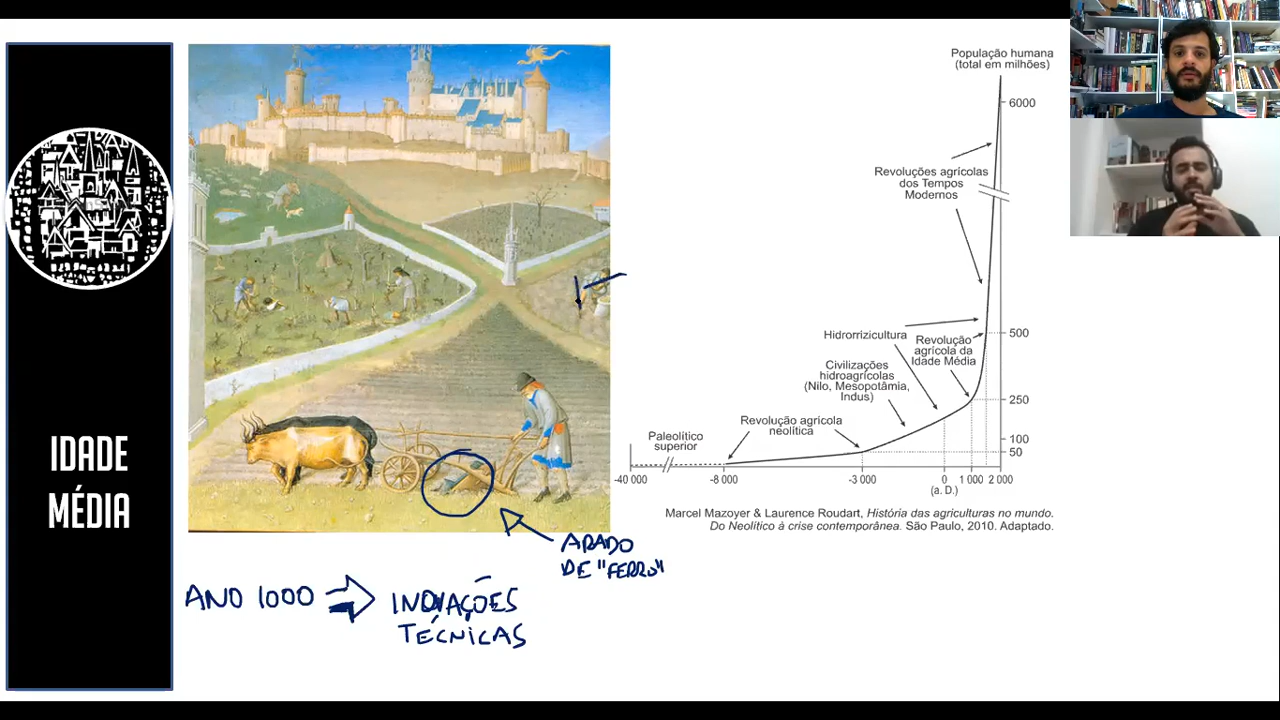 IDADE
MÉDIA
População humana
(total em milhões)
6000
Revoluções agrícolas
dos Tempos
Modernos
500
Hidrorrizicultura
Revolução
agrícola da
Idade Média
Civilizações
hidroagrícolas
(Nilo, Mesopotâmia,
Indus)
250
Revolução agrícola
neolítica
100
Paleolítico
superior
50
-40 000
-8 000
-3 000
0
1 000
2 000
(a. D.)
Marcel Mazoyer & Laurence Roudart, História das agriculturas no mundo.
Do Neolítico à crise contemporânea. São Paulo, 2010. Adaptado.
ARADO
DE "FERRO"
ANO 1000
INOVAÇÕES
TÉCNICAS